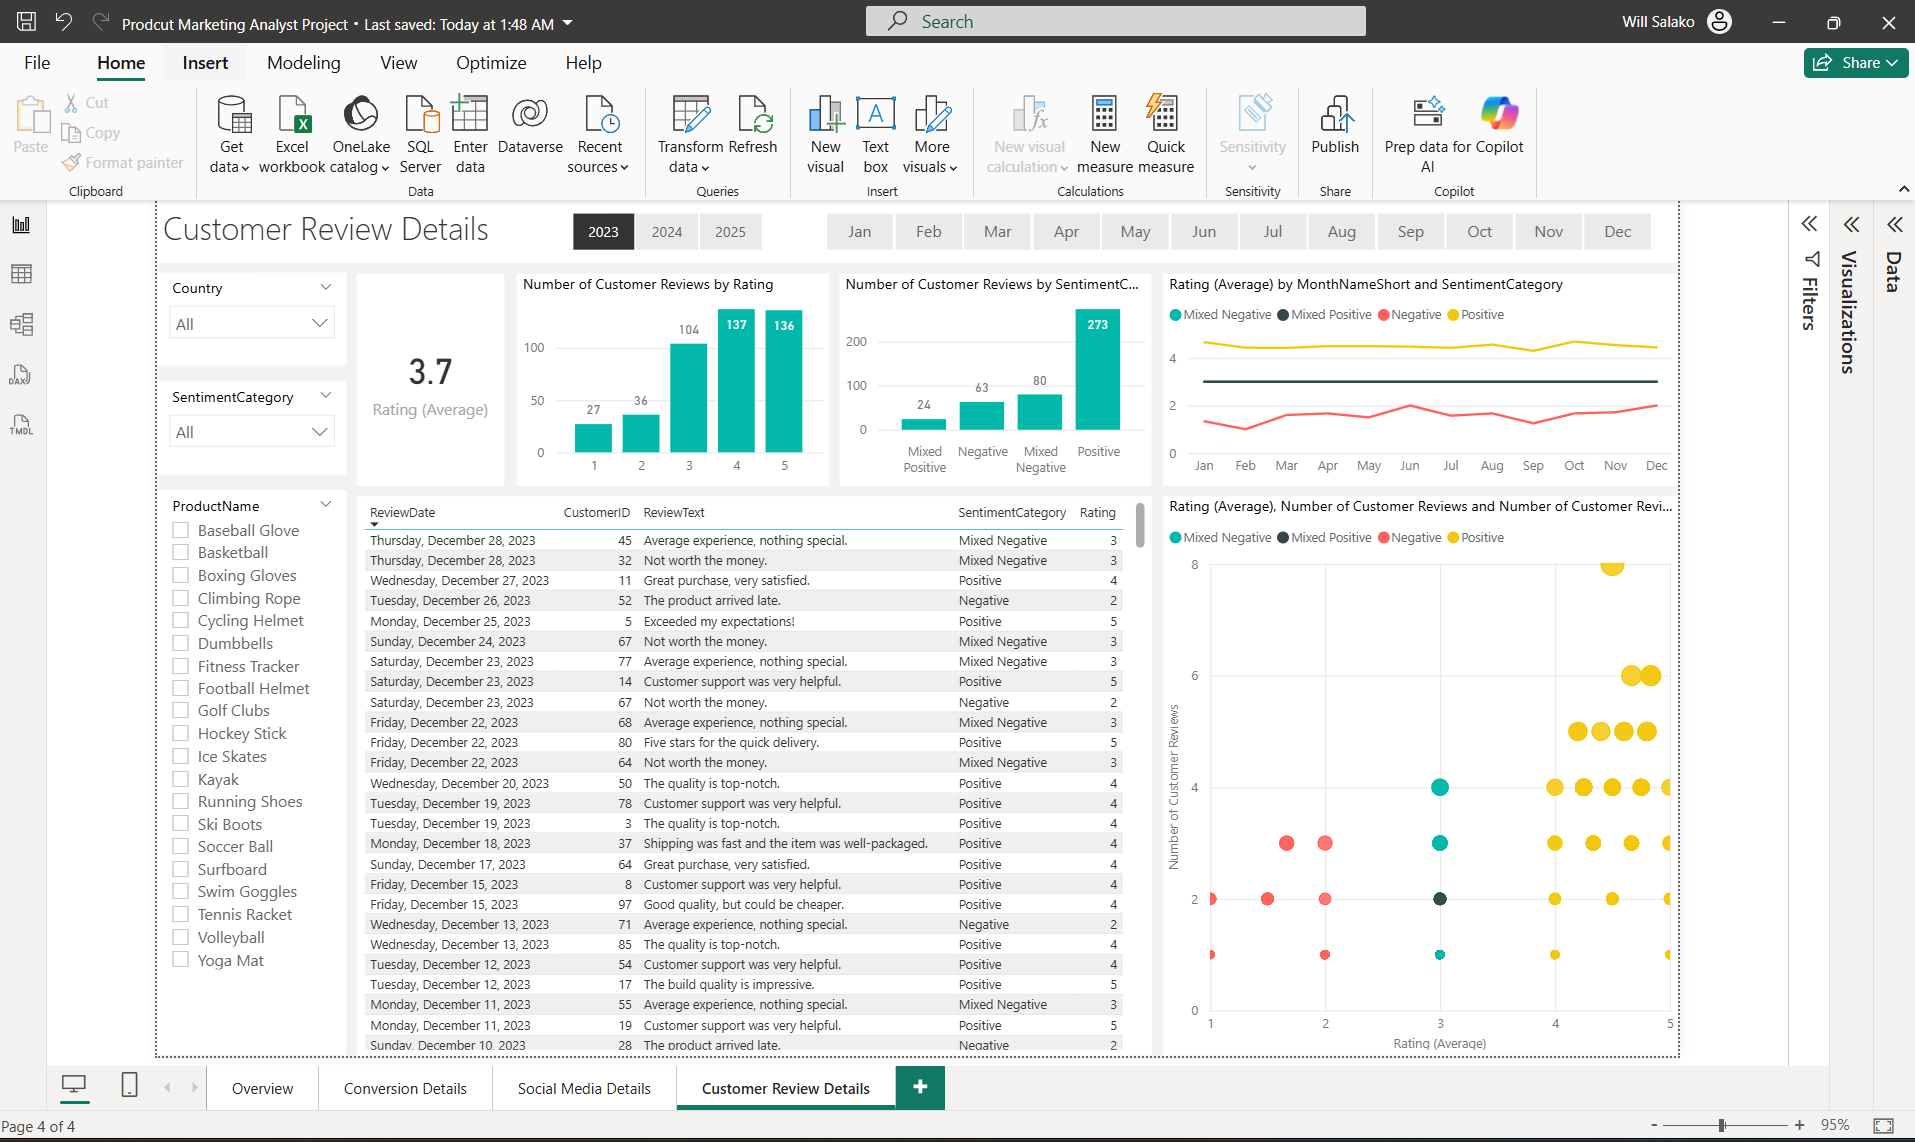 Prodcut Marketing Analyst Project • Last saved: Today at 1:48 AM
Search
Will Salako
File
Home
Insert
Modeling
View
Optimize
Help
Share
Paste
Cut
Copy
Format painter
Clipboard
Get data
Excel workbook
OneLake catalog
SQL Server
Enter data
Dataverse
Recent sources
Data
Transform data
Refresh
Queries
New visual
Text box
More visuals
Insert
New visual calculation
New measure
Quick measure
Calculations
Sensitivity
Sensitivity
Publish
Share
Prep data for AI
Copilot
Copilot
DAX
TMDL
Customer Review Details
2023 2024 2025
Jan Feb Mar Apr May Jun Jul Aug Sep Oct Nov Dec
Filters
Visualizations
Data
Country
All
SentimentCategory
All
3.7
Rating (Average)
Number of Customer Reviews by Rating
100
50
0
27 36 104 137 136
1 2 3 4 5
Number of Customer Reviews by SentimentC...
200
100
0
24 63 80 273
Mixed Positive
Negative
Mixed Negative
Positive
Rating (Average) by MonthNameShort and SentimentCategory
Mixed Negative Mixed Positive Negative Positive
4
2
0
Jan Feb Mar Apr May Jun Jul Aug Sep Oct Nov Dec
ProductName
Baseball Glove
Basketball
Boxing Gloves
Climbing Rope
Cycling Helmet
Dumbbells
Fitness Tracker
Football Helmet
Golf Clubs
Hockey Stick
Ice Skates
Kayak
Running Shoes
Ski Boots
Soccer Ball
Surfboard
Swim Goggles
Tennis Racket
Volleyball
Yoga Mat
ReviewDate CustomerID ReviewText SentimentCategory Rating
Thursday, December 28, 2023 45 Average experience, nothing special. Mixed Negative 3
Thursday, December 28, 2023 32 Not worth the money. Mixed Negative 3
Wednesday, December 27, 2023 11 Great purchase, very satisfied. Positive 4
Tuesday, December 26, 2023 52 The product arrived late. Negative 2
Monday, December 25, 2023 5 Exceeded my expectations! Positive 5
Sunday, December 24, 2023 67 Not worth the money. Mixed Negative 3
Saturday, December 23, 2023 77 Average experience, nothing special. Mixed Negative 3
Saturday, December 23, 2023 14 Customer support was very helpful. Positive 5
Saturday, December 23, 2023 67 Not worth the money. Negative 2
Friday, December 22, 2023 68 Average experience, nothing special. Mixed Negative 3
Friday, December 22, 2023 80 Five stars for the quick delivery. Positive 5
Friday, December 22, 2023 64 Not worth the money. Mixed Negative 3
Wednesday, December 20, 2023 50 The quality is top-notch. Positive 4
Tuesday, December 19, 2023 78 Customer support was very helpful. Positive 4
Tuesday, December 19, 2023 3 The quality is top-notch. Positive 4
Monday, December 18, 2023 37 Shipping was fast and the item was well-packaged. Positive 4
Sunday, December 17, 2023 64 Great purchase, very satisfied. Positive 4
Friday, December 15, 2023 8 Customer support was very helpful. Positive 4
Friday, December 15, 2023 97 Good quality, but could be cheaper. Positive 4
Wednesday, December 13, 2023 71 Average experience, nothing special. Negative 2
Wednesday, December 13, 2023 85 The quality is top-notch. Positive 4
Tuesday, December 12, 2023 54 Customer support was very helpful. Positive 4
Tuesday, December 12, 2023 17 The build quality is impressive. Positive 5
Monday, December 11, 2023 55 Average experience, nothing special. Mixed Negative 3
Monday, December 11, 2023 19 Customer support was very helpful. Positive 5
Sunday, December 10, 2023 28 The product arrived late. Negative 2
Rating (Average), Number of Customer Reviews and Number of Customer Revi...
Mixed Negative Mixed Positive Negative Positive
Number of Customer Reviews
8
6
4
2
0
1 2 3 4 5
Rating (Average)
Overview
Conversion Details
Social Media Details
Customer Review Details
+
Page 4 of 4
- + 95%